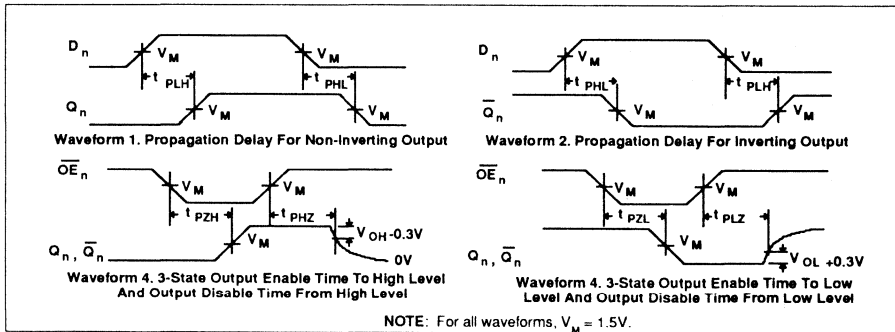 D n V M V M
t PLH t PHL
Q n V M V M
Waveform 1. Propagation Delay For Non-Inverting Output
D n V M V M
t PHL t PLH
Q̅ n V M V M
Waveform 2. Propagation Delay For Inverting Output
O̅E̅ n V M V M
t PZH t PHZ
V OH -0.3V
Q n , Q̅ n V M 0V
Waveform 4. 3-State Output Enable Time To High Level
And Output Disable Time From High Level
O̅E̅ n V M V M
t PZL t PLZ
Q n , Q̅ n V M V OL +0.3V
Waveform 4. 3-State Output Enable Time To Low
Level And Output Disable Time From Low Level
NOTE: For all waveforms, V M = 1.5V.